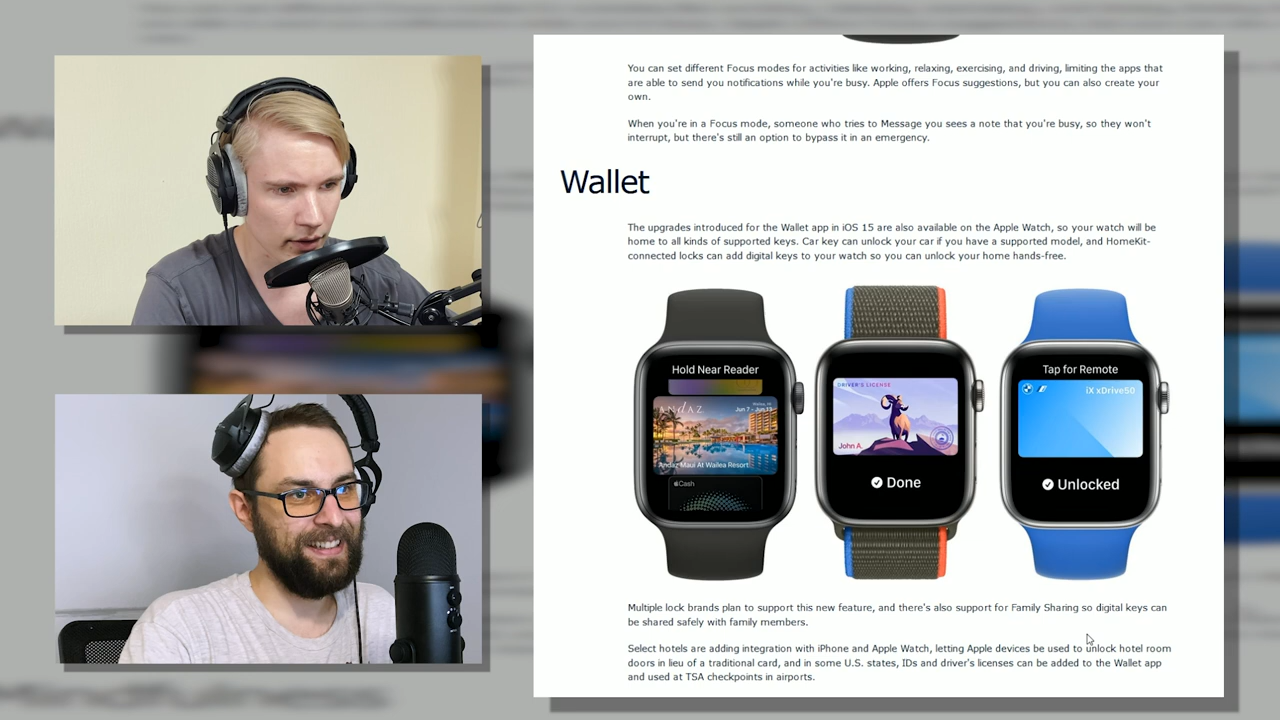 You can set different Focus modes for activities like working, relaxing, exercising, and driving, limiting the apps that
are able to send you notifications while you're busy. Apple offers Focus suggestions, but you can also create your
own.
When you're in a Focus mode, someone who tries to Message you sees a note that you're busy, so they won't
interrupt, but there's still an option to bypass it in an emergency.
Wallet
The upgrades introduced for the Wallet app in iOS 15 are also available on the Apple Watch, so your watch will be
home to all kinds of supported keys. Car key can unlock your car if you have a supported model, and HomeKit-
connected locks can add digital keys to your watch so you can unlock your home hands-free.
Hold Near Reader
ANdAZ
Jun 7 - Jun 13
Andaz Maui At Wailea Resort
Cash
DRIVER'S LICENSE
John A.
Done
Tap for Remote
iX xDrive50
Unlocked
Multiple lock brands plan to support this new feature, and there's also support for Family Sharing so digital keys can
be shared safely with family members.
Select hotels are adding integration with iPhone and Apple Watch, letting Apple devices be used to unlock hotel room
doors in lieu of a traditional card, and in some U.S. states, IDs and driver's licenses can be added to the Wallet app
and used at TSA checkpoints in airports.